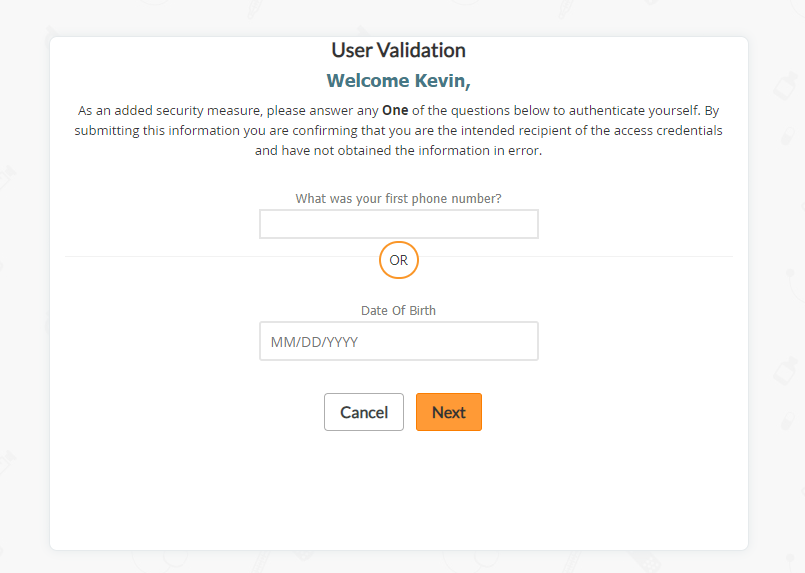 User Validation
Welcome Kevin,
As an added security measure, please answer any One of the questions below to authenticate yourself. By
submitting this information you are confirming that you are the intended recipient of the access credentials
and have not obtained the information in error.
What was your first phone number?
OR
Date Of Birth
MM/DD/YYYY
Cancel Next